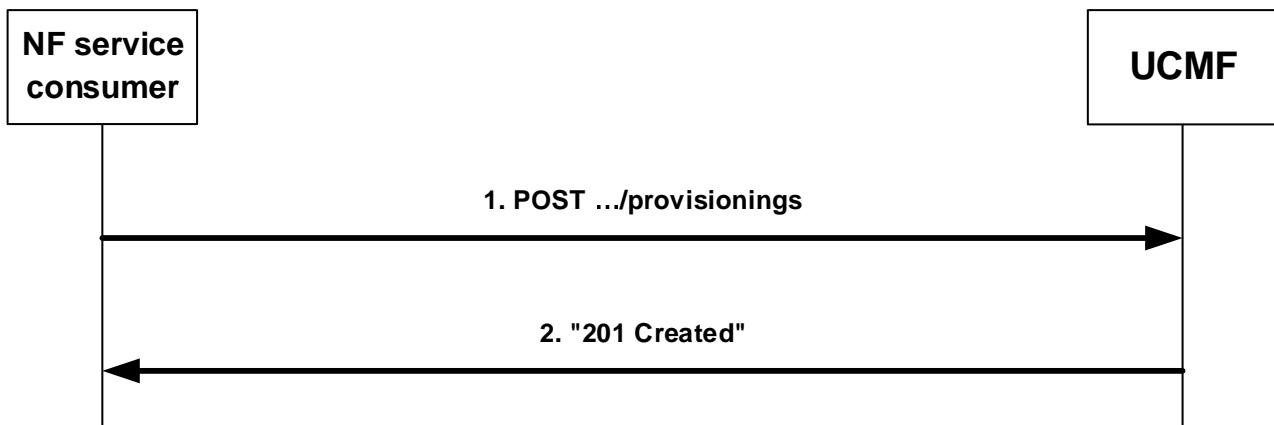 NF service
consumer
UCMF
1. POST …/provisionings
2. "201 Created"